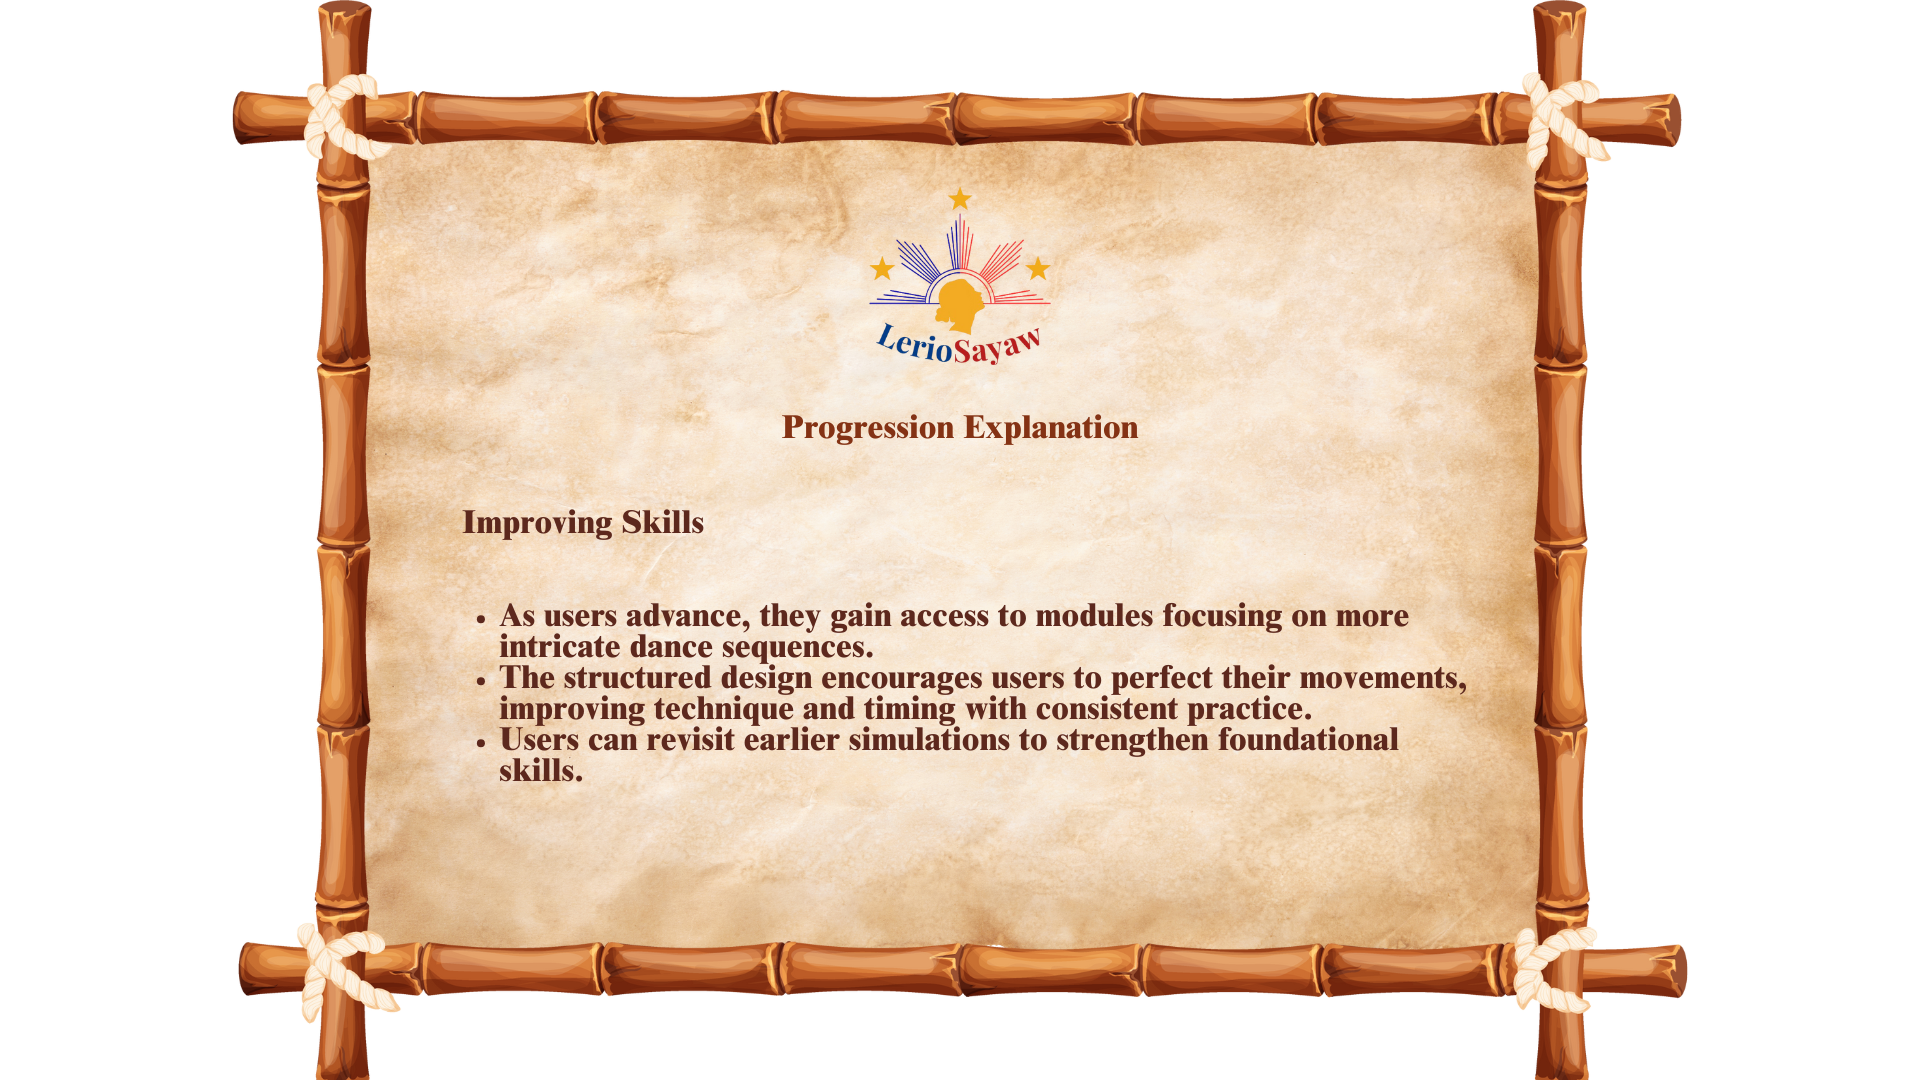 LerioSayaw
Progression Explanation
Improving Skills
• As users advance, they gain access to modules focusing on more
intricate dance sequences.
• The structured design encourages users to perfect their movements,
improving technique and timing with consistent practice.
• Users can revisit earlier simulations to strengthen foundational
skills.